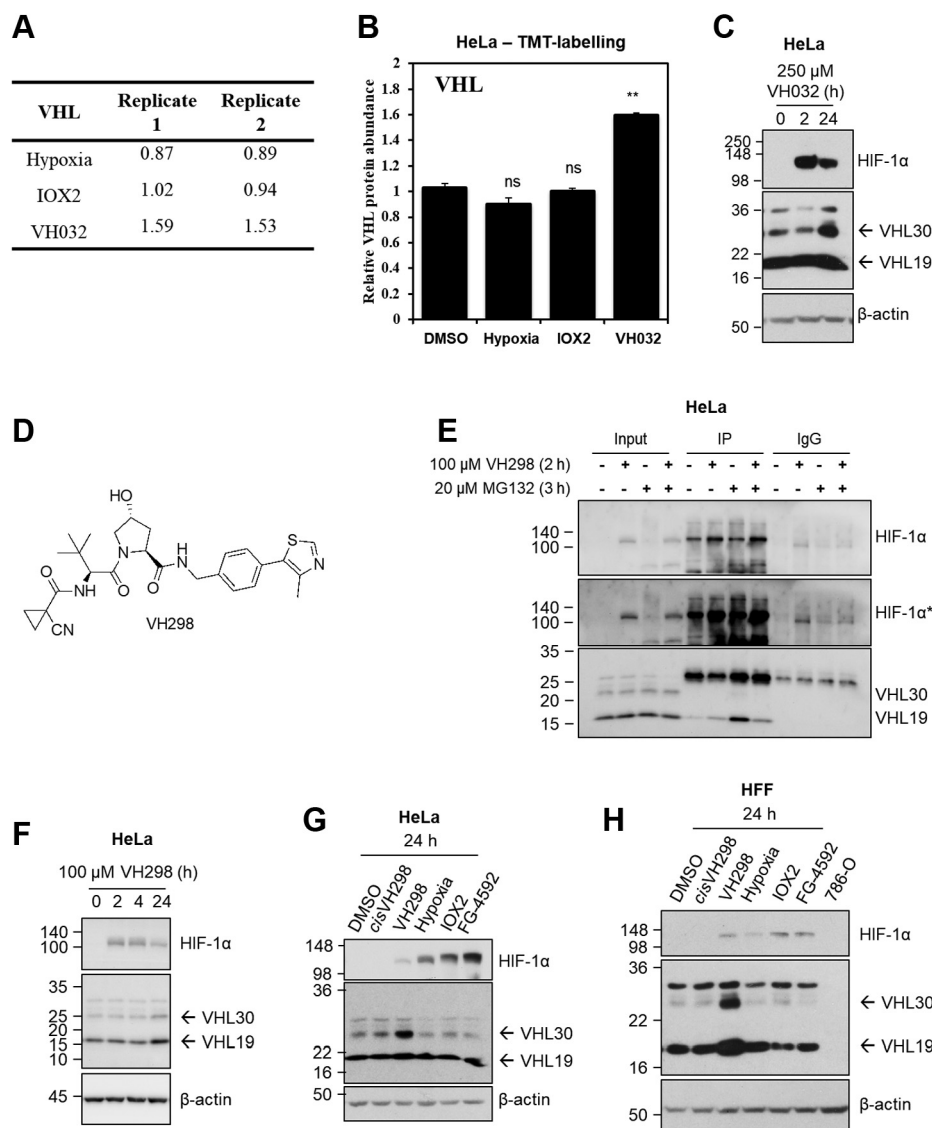 A
VHL Replicate 1 Replicate 2
Hypoxia 0.87 0.89
IOX2 1.02 0.94
VH032 1.59 1.53
B
HeLa – TMT-labelling
VHL
Relative VHL protein abundance
2
1.8
1.6
1.4
1.2
1
0.8
0.6
0.4
0.2
0
ns
ns
**
DMSO Hypoxia IOX2 VH032
C
HeLa
250 µM
VH032 (h)
0 2 24
250
148
98
HIF-1α
36
22
16
← VHL30
← VHL19
50
β-actin
D
HO
N
O
NH
O
CN
O
N
H
S
N
VH298
E
HeLa
Input IP IgG
100 µM VH298 (2 h) - + - + - + - + - + - +
20 µM MG132 (3 h) - - + + - - + + - - + +
140
100
HIF-1α
140
100
HIF-1α*
35
25
20
15
VHL30
VHL19
F
HeLa
100 µM VH298 (h)
0 2 4 24
140
100
HIF-1α
35
25
20
15
10
← VHL30
← VHL19
45
β-actin
G
HeLa
24 h
DMSO
cisVH298
VH298
Hypoxia
IOX2
FG-4592
148
98
HIF-1α
36
22
16
← VHL30
← VHL19
50
β-actin
H
HFF
24 h
DMSO
cisVH298
VH298
Hypoxia
IOX2
FG-4592
786-O
148
98
HIF-1α
36
22
16
← VHL30
← VHL19
50
β-actin